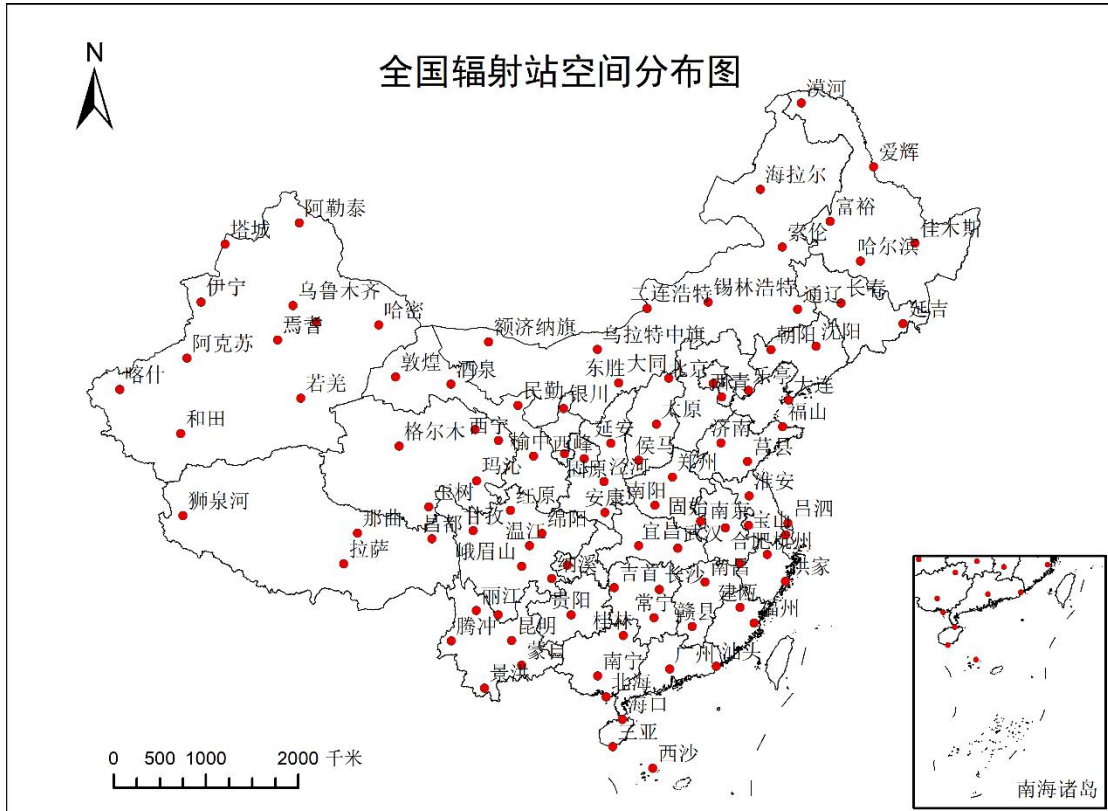 N
全国辐射站空间分布图
漠河
爱辉
海拉尔
富裕
阿勒泰
塔城
索伦
佳木斯
哈尔滨
伊宁
乌鲁木齐
二连浩特
锡林浩特
通辽
长春
延吉
焉耆
哈密
额济纳旗
乌拉特中旗
朝阳
沈阳
阿克苏
敦煌
酒泉
东胜
大同
北京
西青
乐亭
大连
喀什
若羌
民勤
银川
福山
和田
格尔木
西宁
榆中
西峰
延安
太原
侯马
济南
莒县
固原
泾河
郑州
玛沁
狮泉河
玉树
红原
安康
南阳
固始
淮安
吕泗
那曲
昌都
甘孜
温江
绵阳
宜昌
武汉
南京
宝山
合肥
杭州
拉萨
峨眉山
纳溪
吉首
长沙
南昌
洪家
丽江
贵阳
桂林
常宁
赣县
建瓯
福州
腾冲
昆明
蒙自
景洪
南宁
广州
汕头
北海
海口
三亚
西沙
0 500 1000 2000 千米
南海诸岛